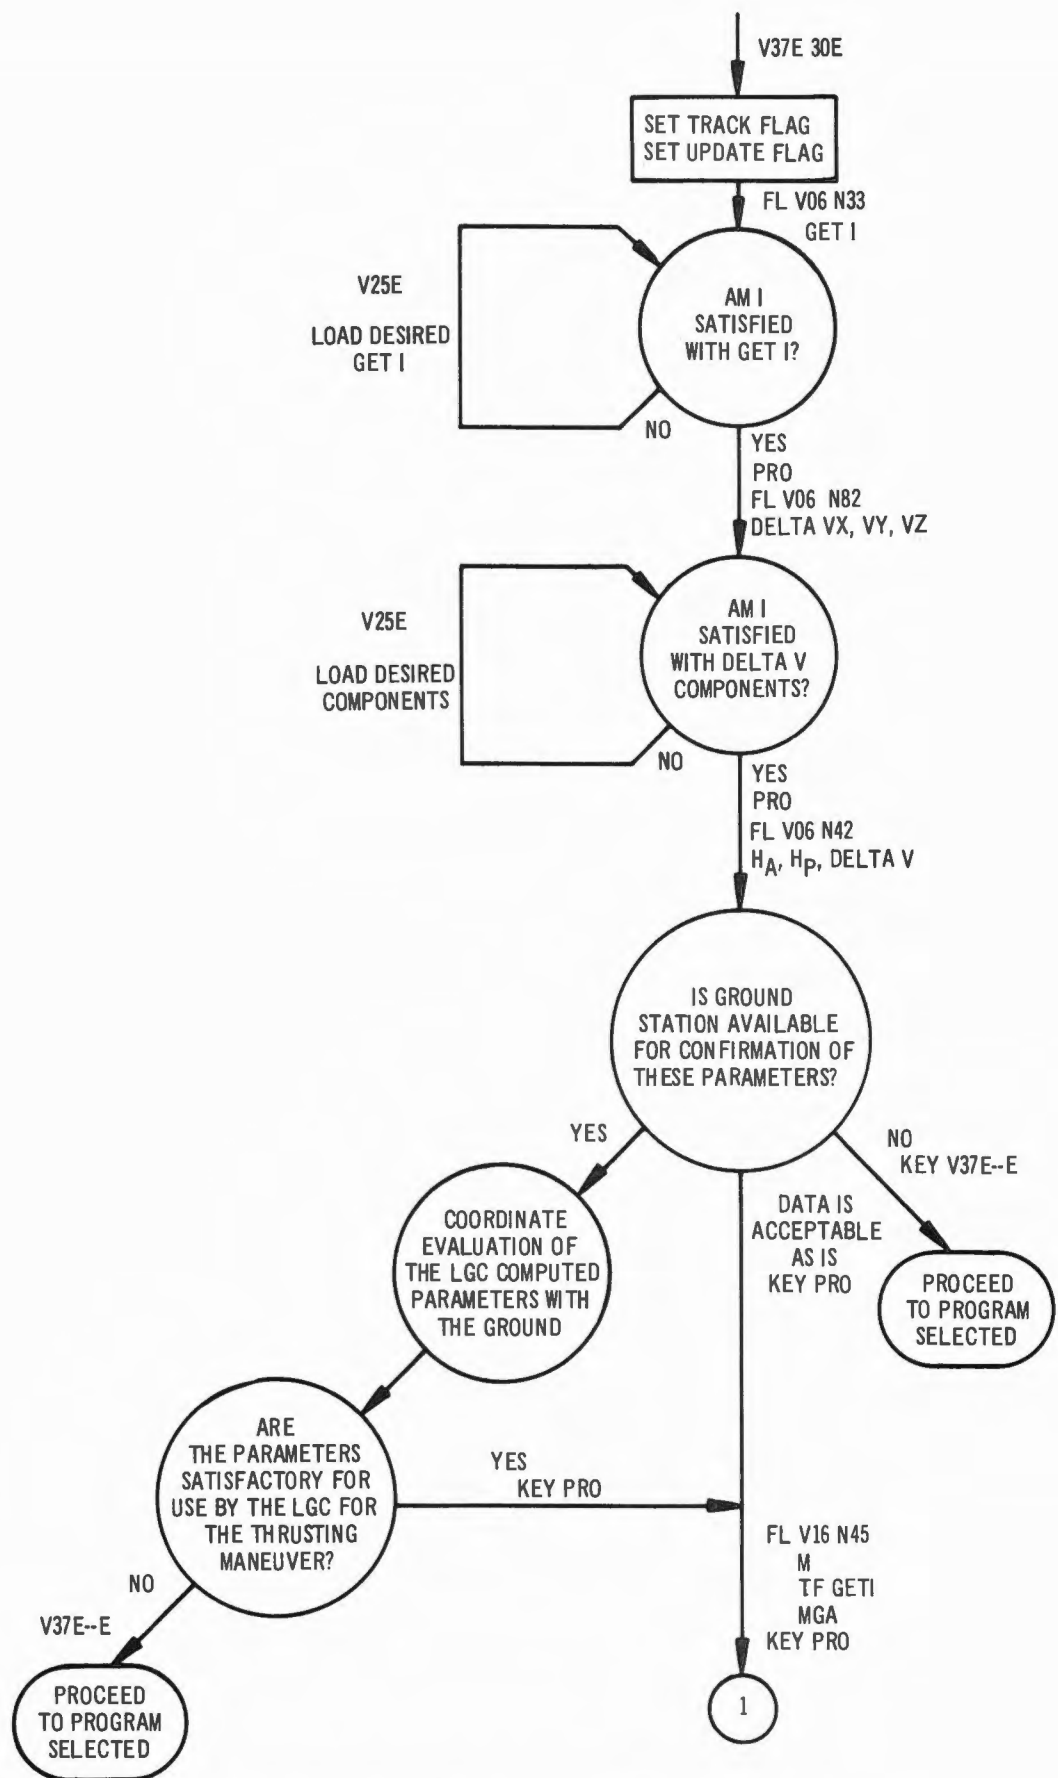 V37E 30E
SET TRACK FLAG
SET UPDATE FLAG
FL V06 N33
GET I
V25E
LOAD DESIRED
GET I
AM I
SATISFIED
WITH GET I?
NO
YES
PRO
FL V06 N82
DELTA VX, VY, VZ
V25E
LOAD DESIRED
COMPONENTS
AM I
SATISFIED
WITH DELTA V
COMPONENTS?
NO
YES
PRO
FL V06 N42
HA, HP, DELTA V
IS GROUND
STATION AVAILABLE
FOR CONFIRMATION OF
THESE PARAMETERS?
YES
NO
KEY V37E--E
COORDINATE
EVALUATION OF
THE LGC COMPUTED
PARAMETERS WITH
THE GROUND
DATA IS
ACCEPTABLE
AS IS
KEY PRO
PROCEED
TO PROGRAM
SELECTED
ARE
THE PARAMETERS
SATISFACTORY FOR
USE BY THE LGC FOR
THE THRUSTING
MANEUVER?
YES
KEY PRO
NO
V37E--E
FL V16 N45
M
TF GETI
MGA
KEY PRO
PROCEED
TO PROGRAM
SELECTED
1